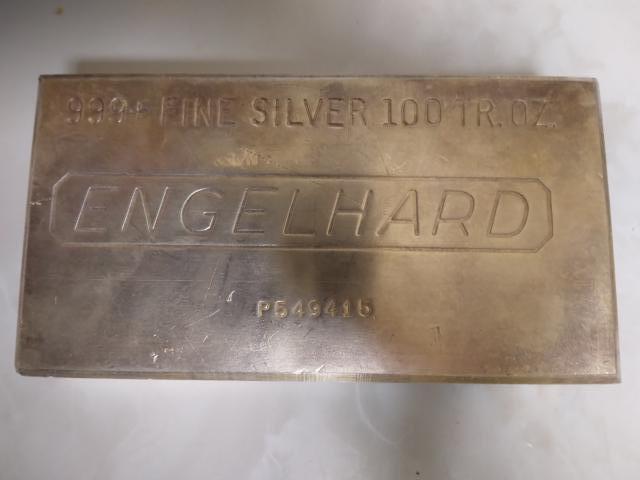 999+ FINE SILVER 100 TR. OZ.
ENGELHARD
P549415